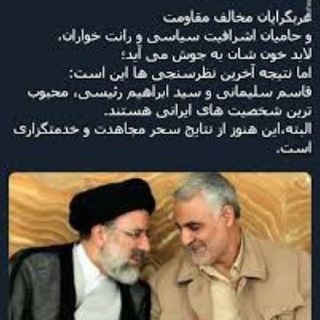 غربگرایان مخالف مقاومت
و حامیان اشرافیت سیاسی و رانت خواران،
لابد خون شان به جوش می آید؛
اما نتیجه آخرین نظرسنجی ها این است:
قاسم سلیمانی و سید ابراهیم رئیسی، محبوب
ترین شخصیت های ایرانی هستند.
البته،این هنوز از نتایج سحر مجاهدت و خدمتگزاری
است.